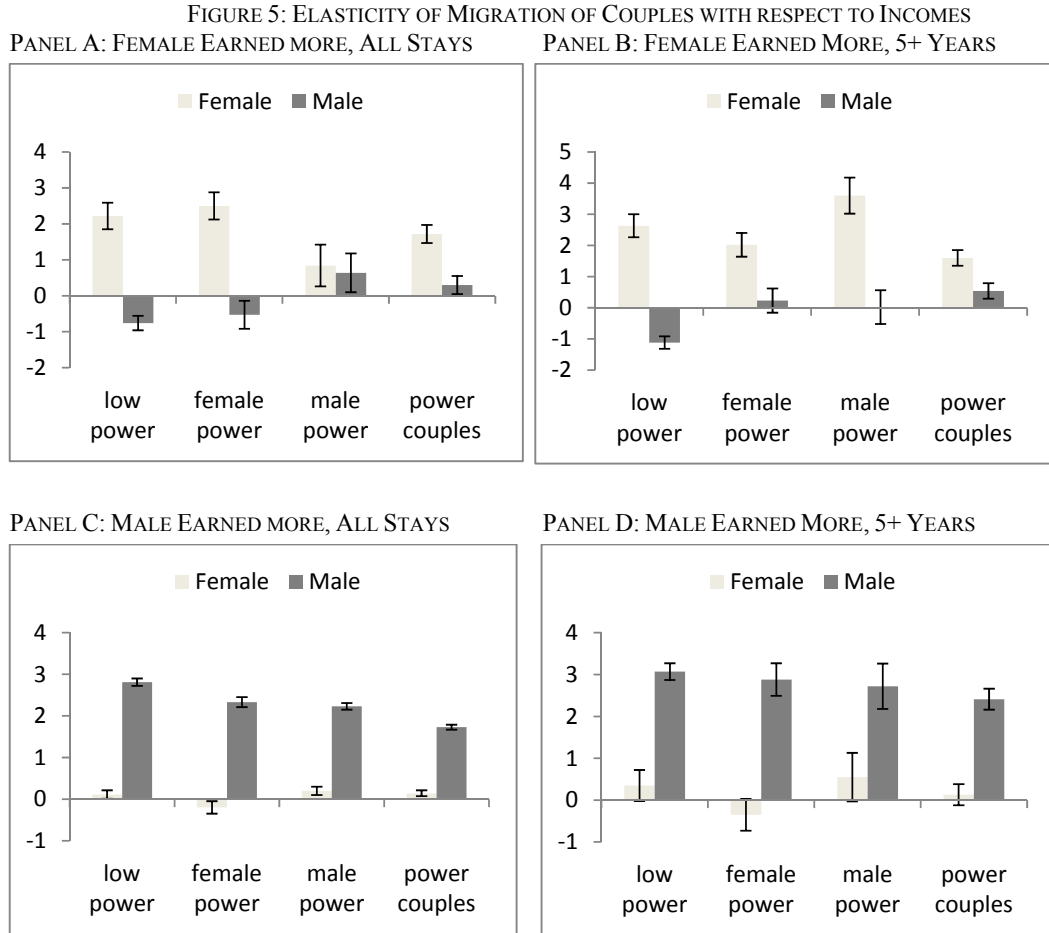 FIGURE 5: ELASTICITY OF MIGRATION OF COUPLES WITH RESPECT TO INCOMES
PANEL A: FEMALE EARNED MORE, ALL STAYS
Female Male
4
3
2
1
0
-1
-2
low female male power
power power power couples
PANEL B: FEMALE EARNED MORE, 5+ YEARS
Female Male
5
4
3
2
1
0
-1
-2
low female male power
power power power couples
PANEL C: MALE EARNED MORE, ALL STAYS
Female Male
4
3
2
1
0
-1
low female male power
power power power couples
PANEL D: MALE EARNED MORE, 5+ YEARS
Female Male
4
3
2
1
0
-1
low female male power
power power power couples